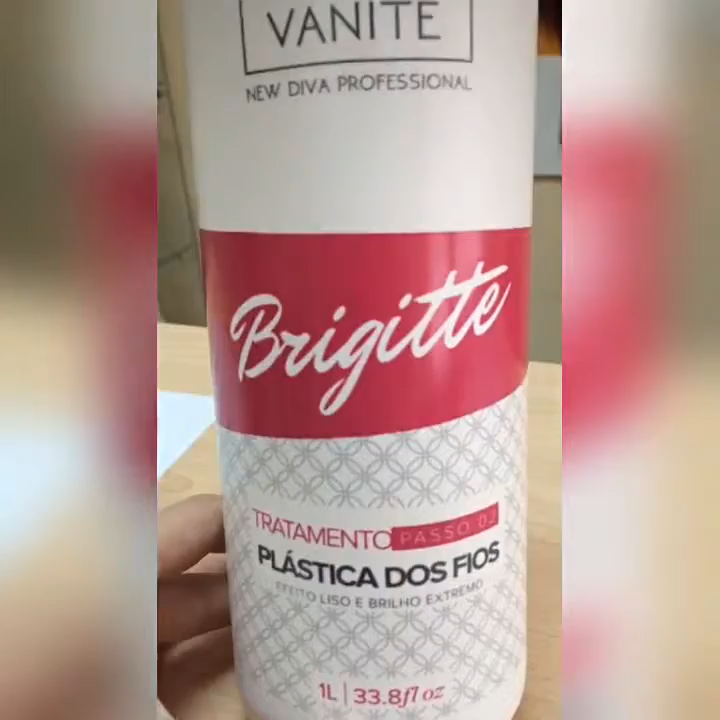 VANITE
NEW DIVA PROFESSIONAL
Brigitte
TRATAMENTO PASSO 02
PLÁSTICA DOS FIOS
EFEITO LISO E BRILHO EXTREMO
1L | 33.8fl oz